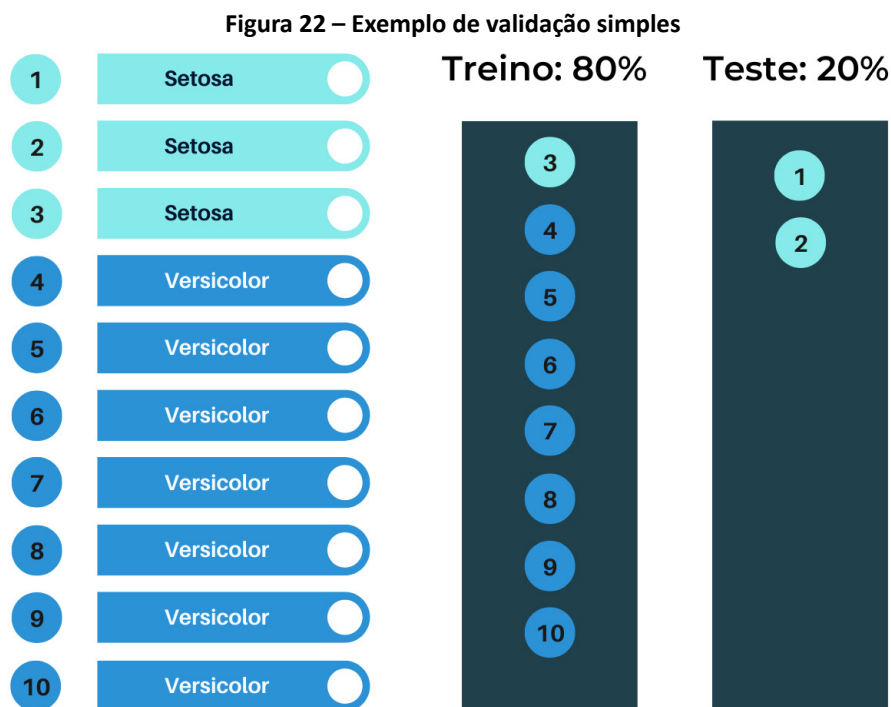 Figura 22 – Exemplo de validação simples
Treino: 80%
Teste: 20%
1 Setosa
2 Setosa
3 Setosa
4 Versicolor
5 Versicolor
6 Versicolor
7 Versicolor
8 Versicolor
9 Versicolor
10 Versicolor
3
4
5
6
7
8
9
10
1
2